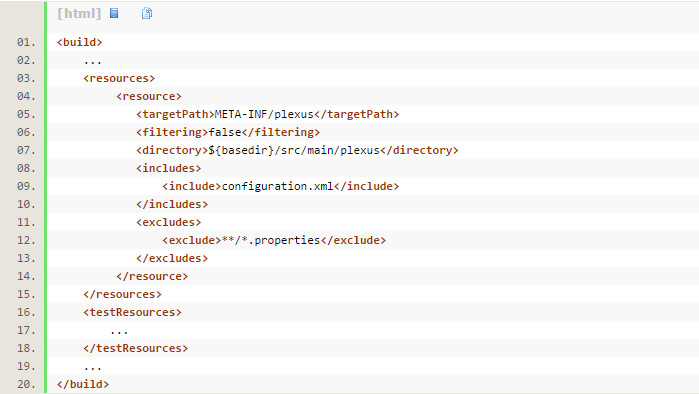 [html]
01. <build>
02.     ...
03.     <resources>
04.          <resource>
05.             <targetPath>META-INF/plexus</targetPath>
06.             <filtering>false</filtering>
07.             <directory>${basedir}/src/main/plexus</directory>
08.             <includes>
09.                 <include>configuration.xml</include>
10.             </includes>
11.             <excludes>
12.                 <exclude>**/*.properties</exclude>
13.             </excludes>
14.          </resource>
15.     </resources>
16.     <testResources>
17.         ...
18.     </testResources>
19.     ...
20. </build>